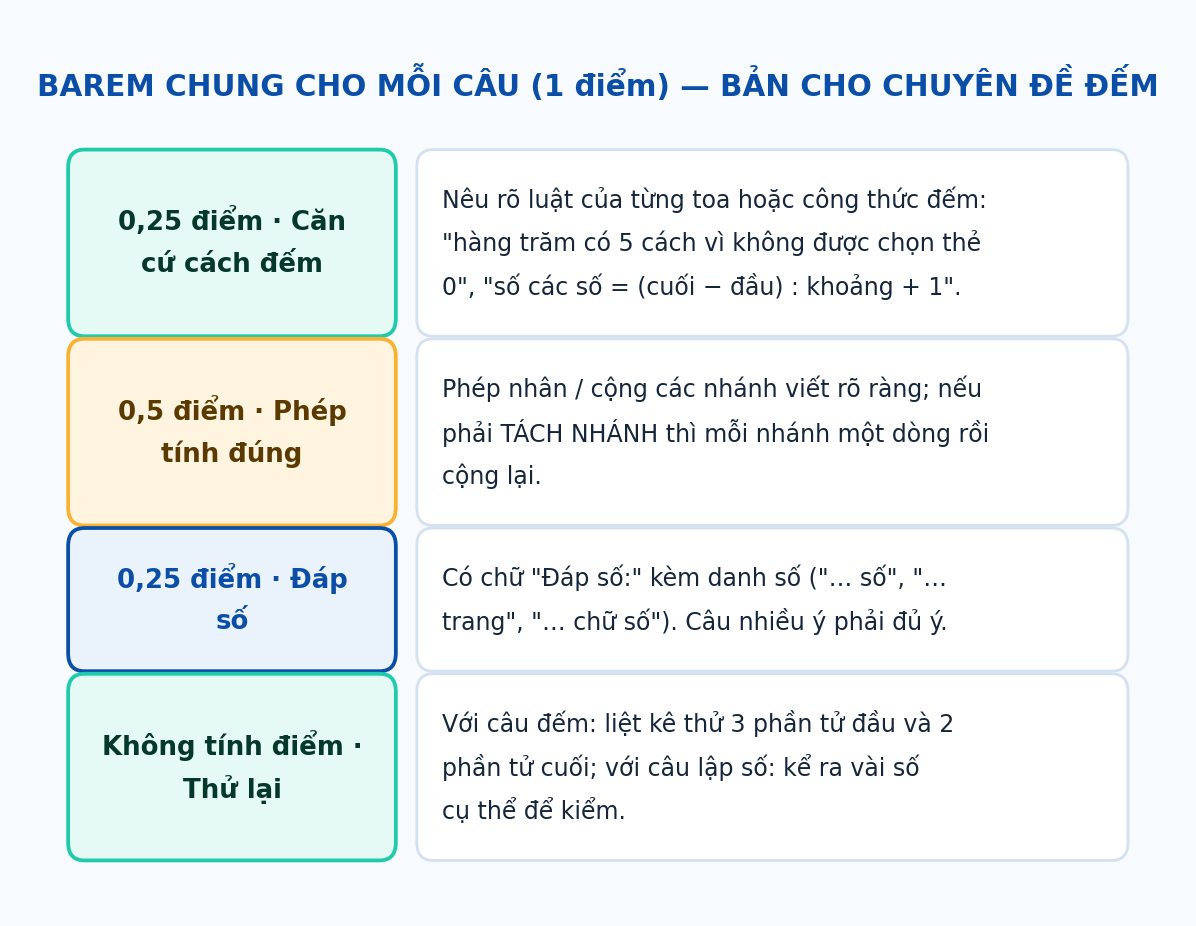 BAREM CHUNG CHO MỖI CÂU (1 điểm) — BẢN CHO CHUYÊN ĐỀ ĐẾM
0,25 điểm · Căn
cứ cách đếm
Nêu rõ luật của từng toa hoặc công thức đếm:
"hàng trăm có 5 cách vì không được chọn thẻ
0", "số các số = (cuối − đầu) : khoảng + 1".
0,5 điểm · Phép
tính đúng
Phép nhân / cộng các nhánh viết rõ ràng; nếu
phải TÁCH NHÁNH thì mỗi nhánh một dòng rồi
cộng lại.
0,25 điểm · Đáp
số
Có chữ "Đáp số:" kèm danh số ("… số", "…
trang", "… chữ số"). Câu nhiều ý phải đủ ý.
Không tính điểm ·
Thử lại
Với câu đếm: liệt kê thử 3 phần tử đầu và 2
phần tử cuối; với câu lập số: kể ra vài số
cụ thể để kiểm.